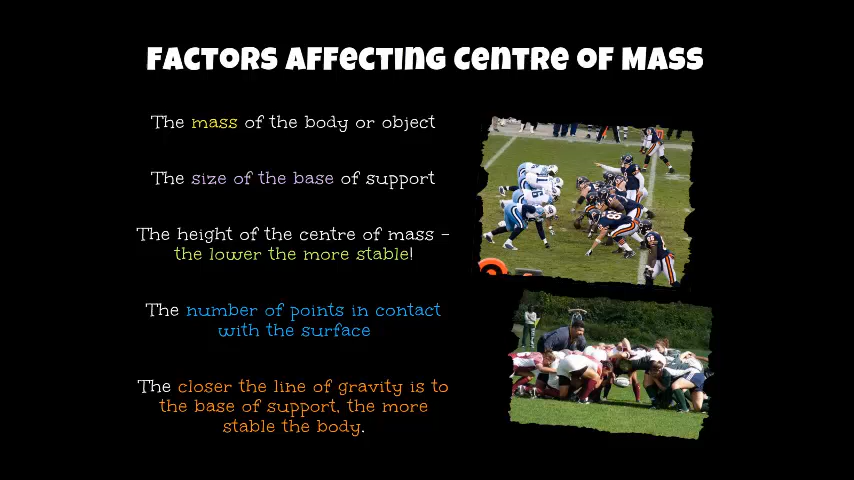 Factors affecting centre of mass
The mass of the body or object
The size of the base of support
The height of the centre of mass –
the lower the more stable!
The number of points in contact
with the surface
The closer the line of gravity is to
the base of support, the more
stable the body.